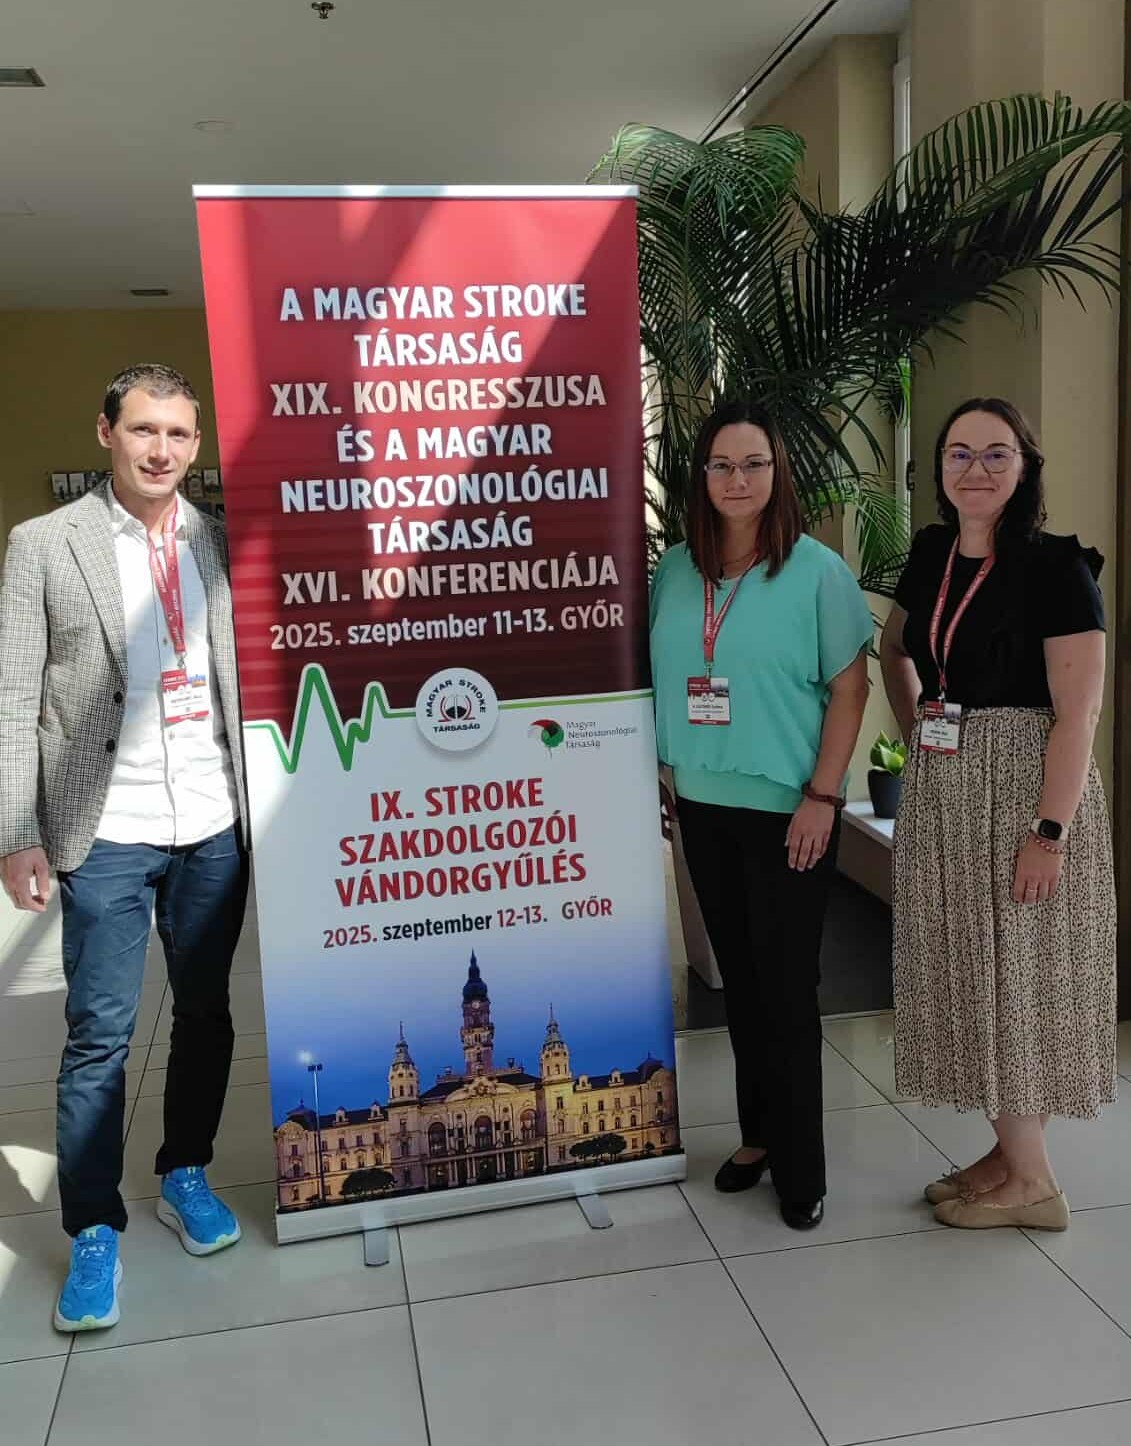 A MAGYAR STROKE
TÁRSASÁG
XIX. KONGRESSZUSA
ÉS A MAGYAR
NEUROSZONOLÓGIAI
TÁRSASÁG
XVI. KONFERENCIÁJA
2025. szeptember 11-13. GYŐR
MAGYAR STROKE
TÁRSASÁG
Magyar
Neuroszonológiai
Társaság
IX. STROKE
SZAKDOLGOZÓI
VÁNDORGYŰLÉS
2025. szeptember 12-13. GYŐR